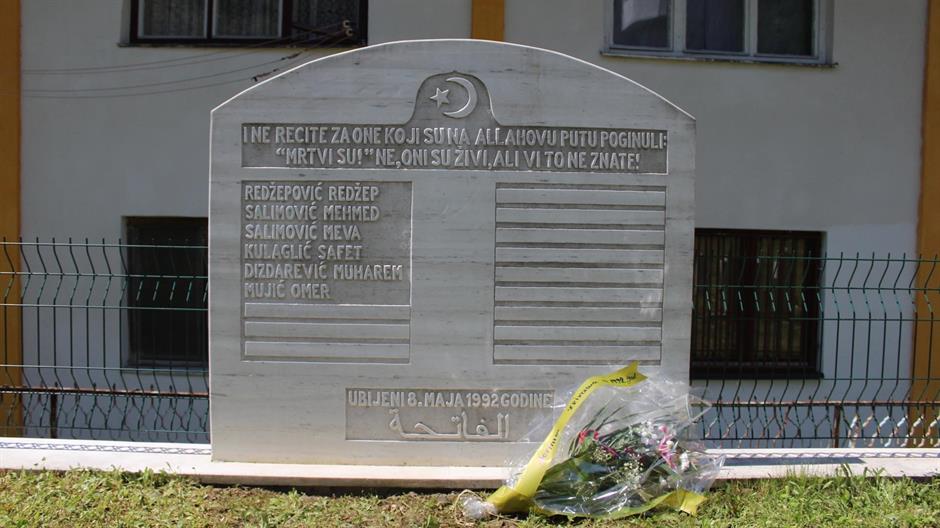 I NE RECITE ZA ONE KOJI SU NA ALLAHOVU PUTU POGINULI:
“MRTVI SU!” NE, ONI SU ŽIVI, ALI VI TO NE ZNATE!
REDŽEPOVIĆ REDŽEP
SALIMOVIĆ MEHMED
SALIMOVIĆ MEVA
KULAGLIĆ SAFET
DIZDAREVIĆ MUHAREM
MUJIĆ OMER
UBIJENI 8. MAJA 1992 GODINE
الفاتحة